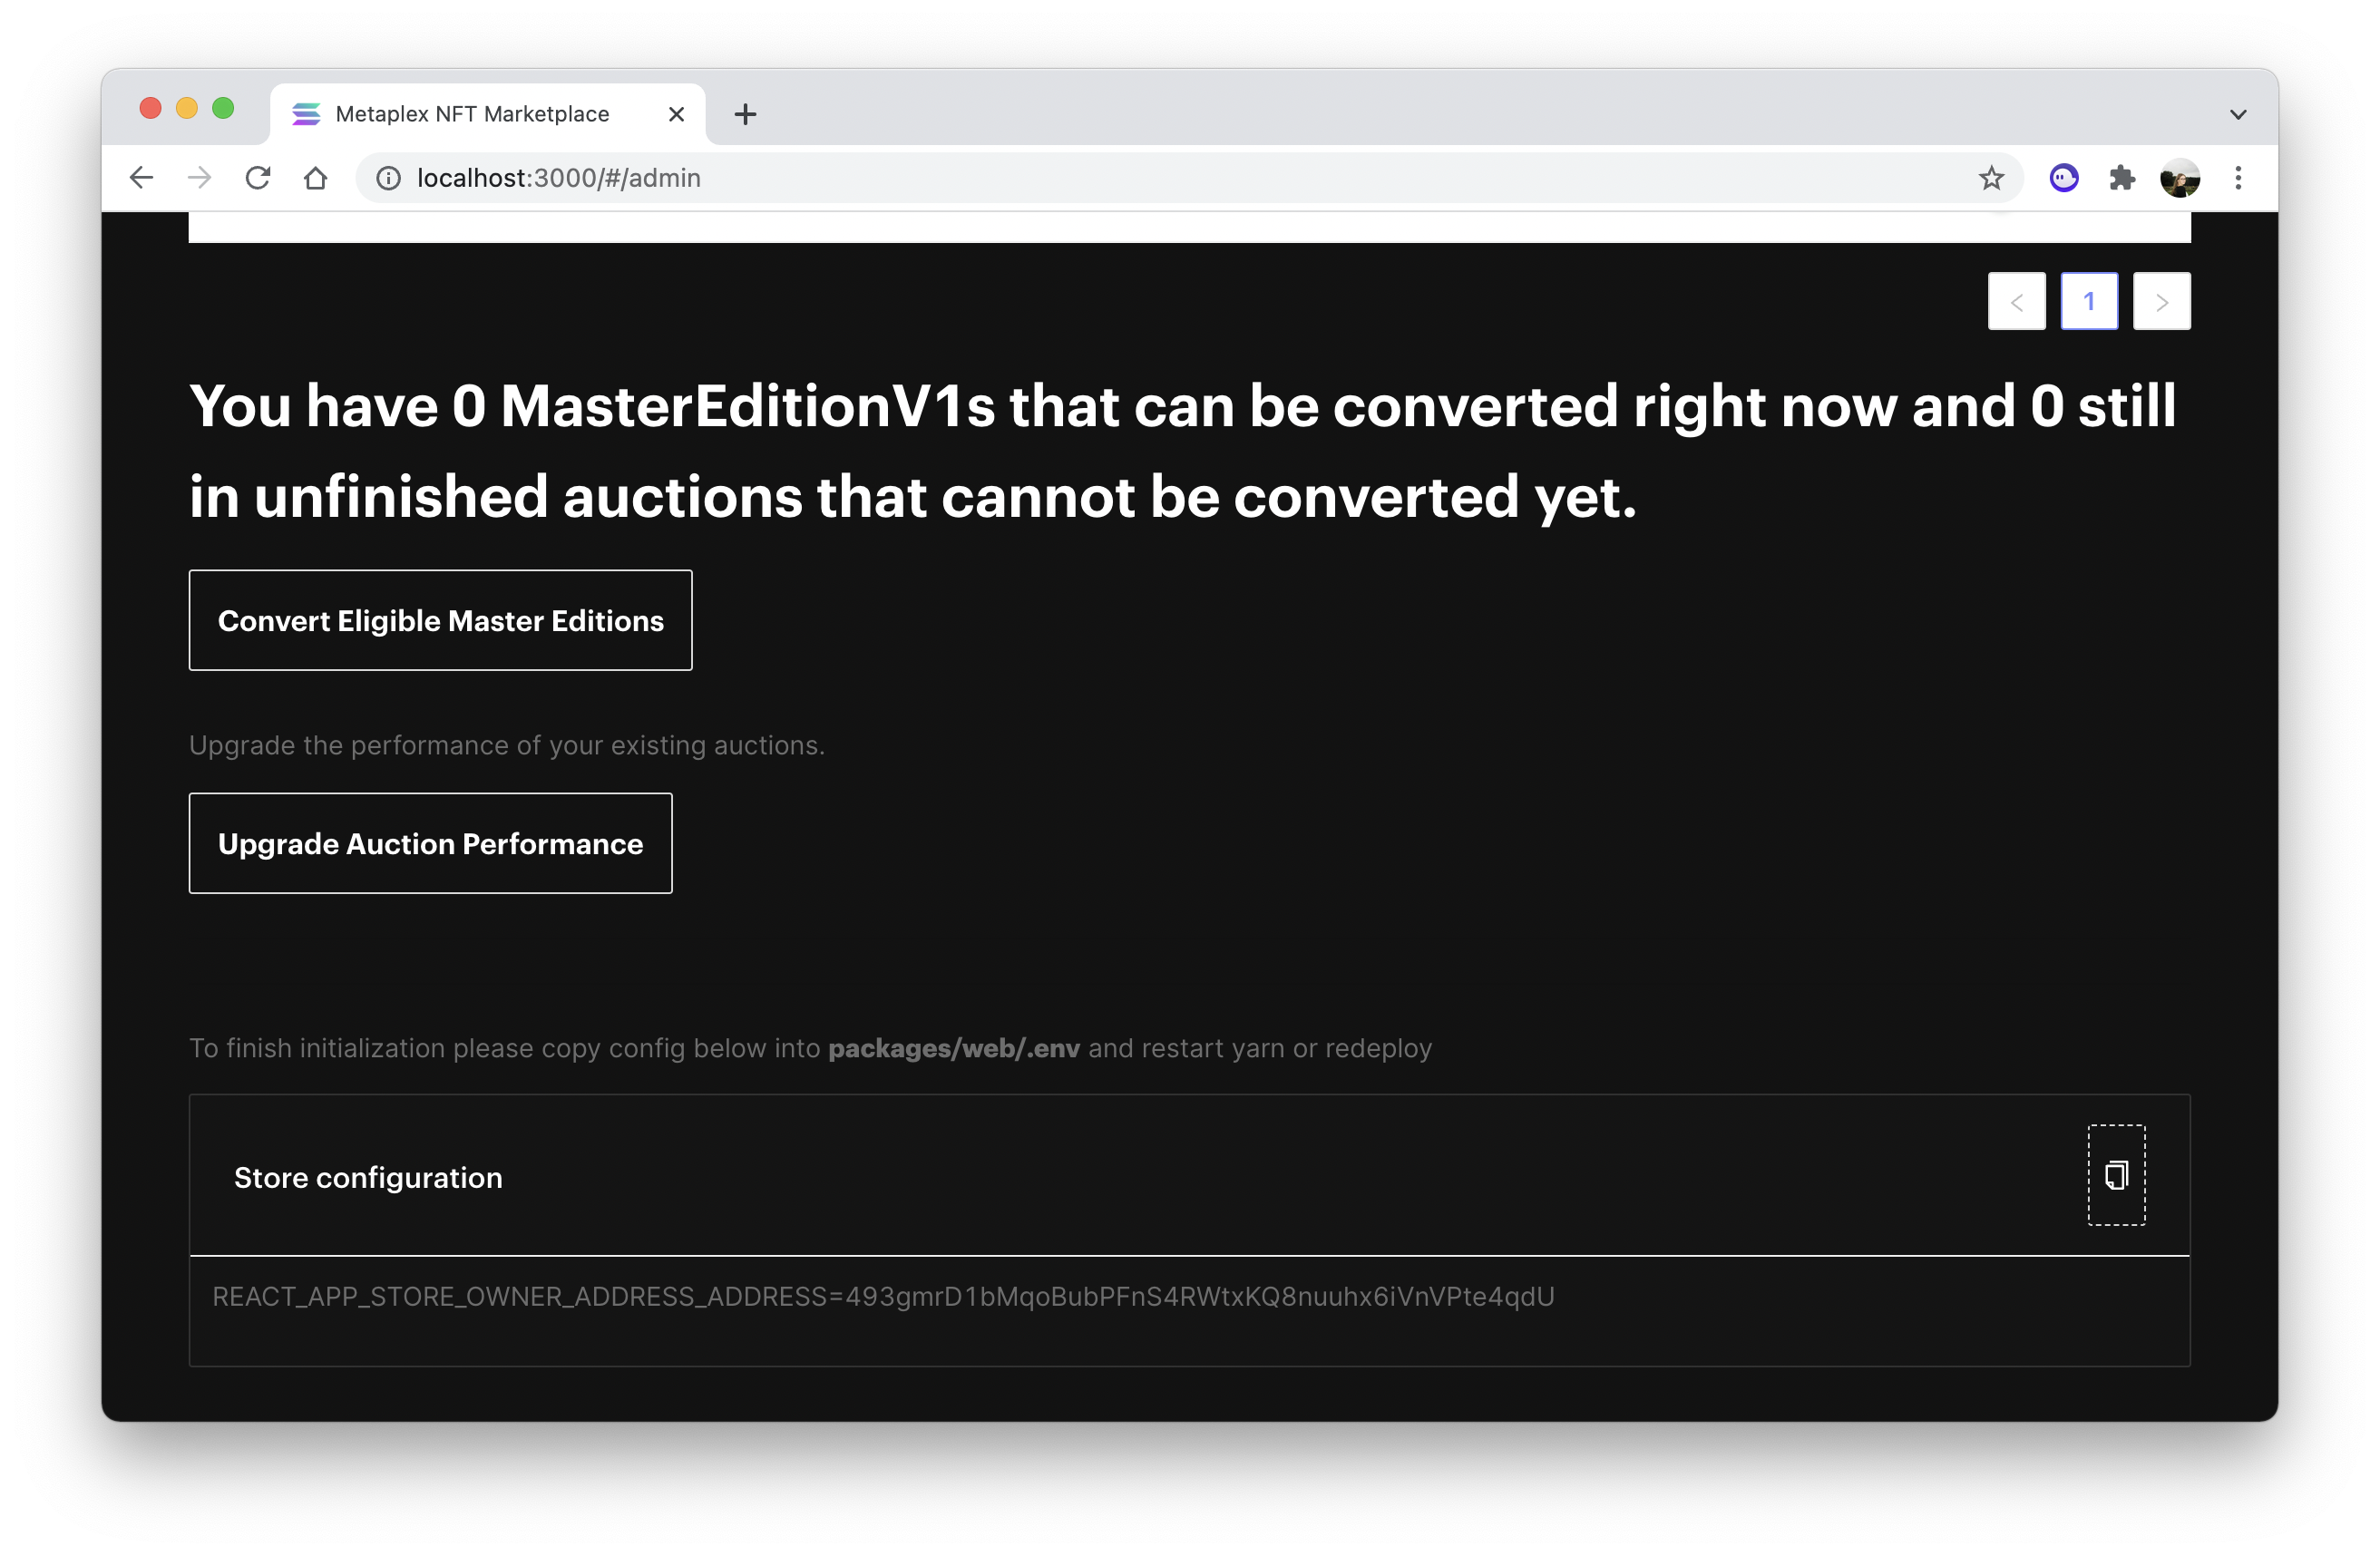 Metaplex NFT Marketplace
localhost:3000/#/admin
< 1 >
You have 0 MasterEditionV1s that can be converted right now and 0 still
in unfinished auctions that cannot be converted yet.
Convert Eligible Master Editions
Upgrade the performance of your existing auctions.
Upgrade Auction Performance
To finish initialization please copy config below into packages/web/.env and restart yarn or redeploy
Store configuration
REACT_APP_STORE_OWNER_ADDRESS_ADDRESS=493gmrD1bMqoBubPFnS4RWtxKQ8nuuhx6iVnVPte4qdU